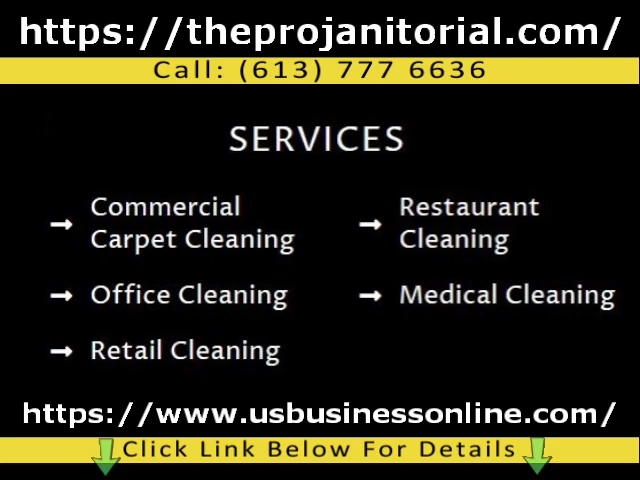 https://theprojanitorial.com/
Call: (613) 777 6636
SERVICES
Commercial
Carpet Cleaning
Restaurant
Cleaning
Office Cleaning
Medical Cleaning
Retail Cleaning
https://www.usbusinessonline.com/
Click Link Below For Details